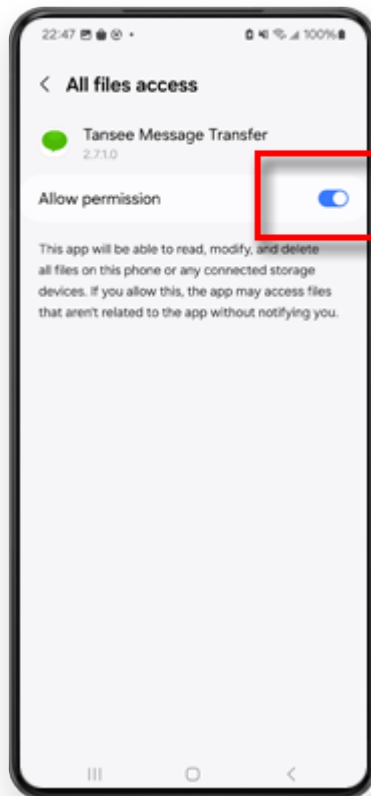 22:47
100%
All files access
Tansee Message Transfer
2.7.1.0
Allow permission
This app will be able to read, modify, and delete
all files on this phone or any connected storage
devices. If you allow this, the app may access files
that aren't related to the app without notifying you.